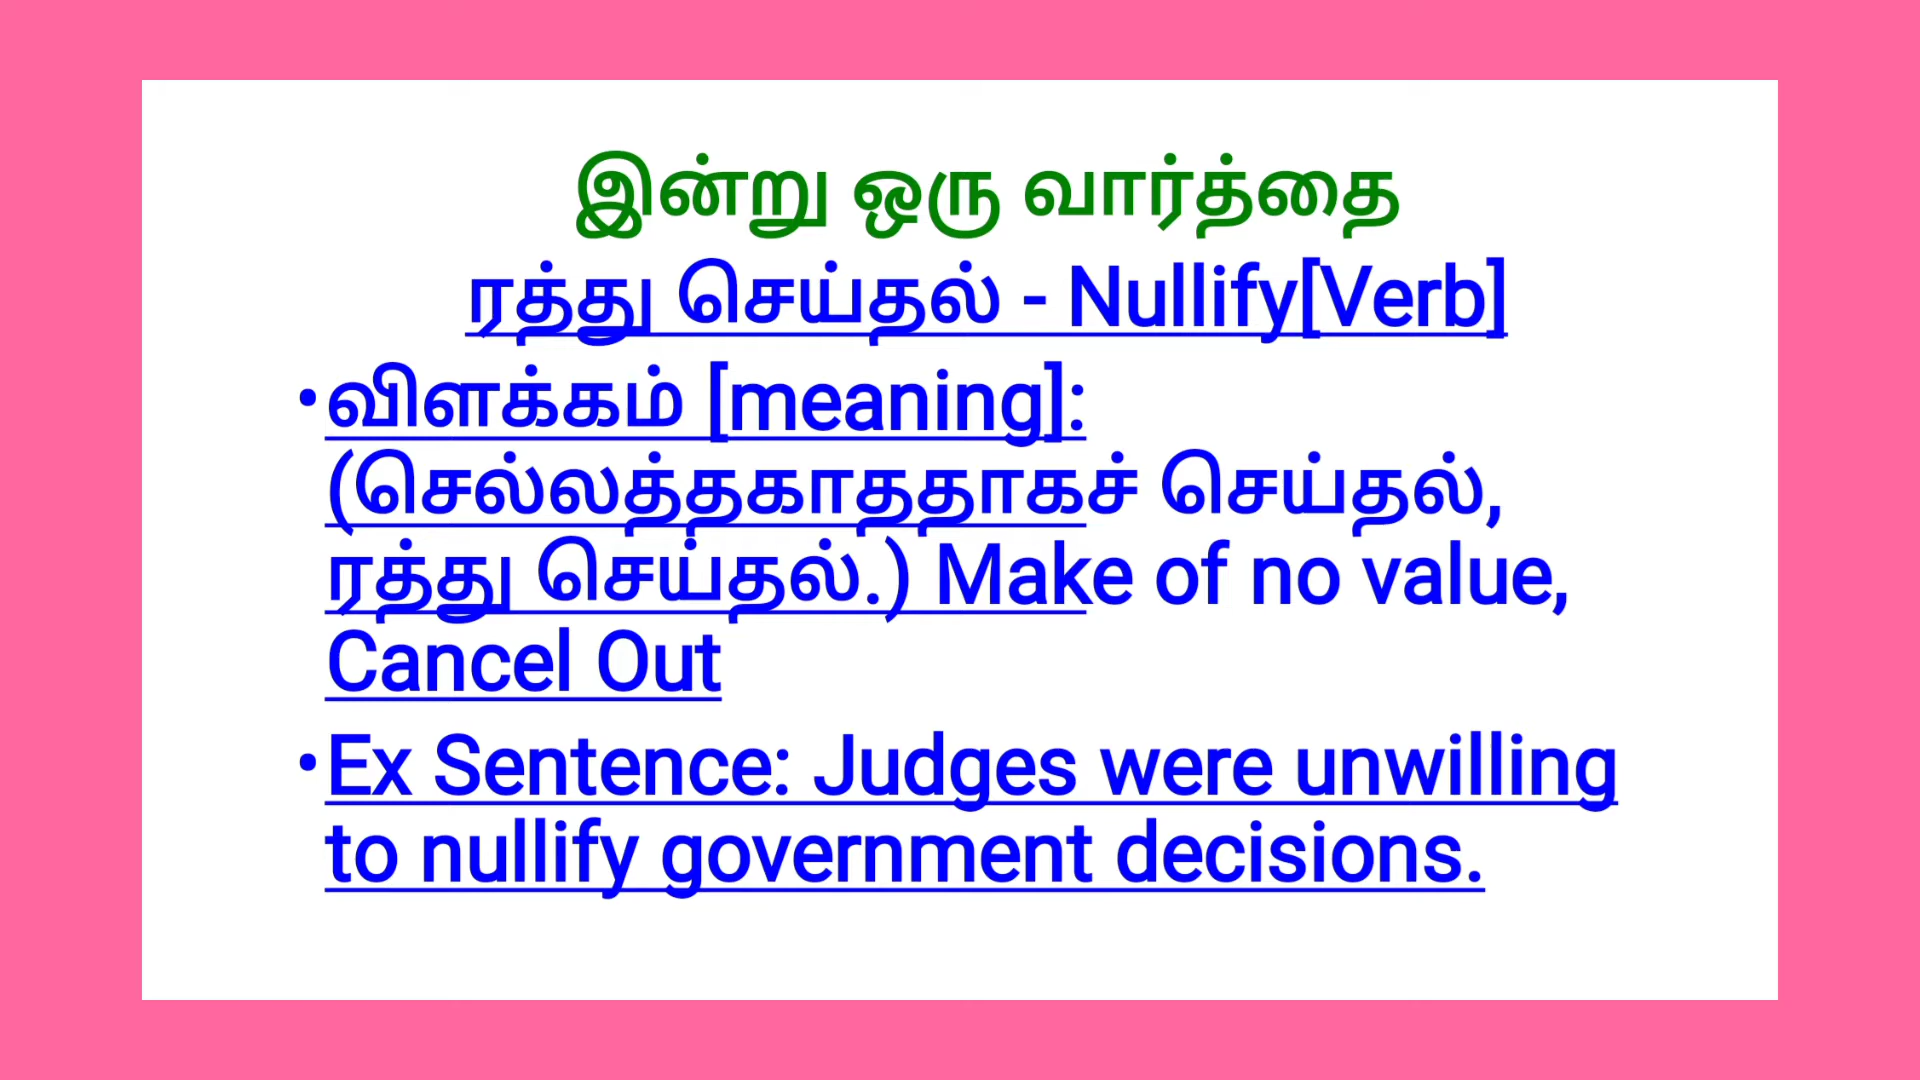 இன்று ஒரு வார்த்தை
ரத்து செய்தல் - Nullify[Verb]
•விளக்கம் [meaning]:
(செல்லத்தகாததாகச் செய்தல்,
ரத்து செய்தல்.) Make of no value,
Cancel Out
•Ex Sentence: Judges were unwilling
to nullify government decisions.